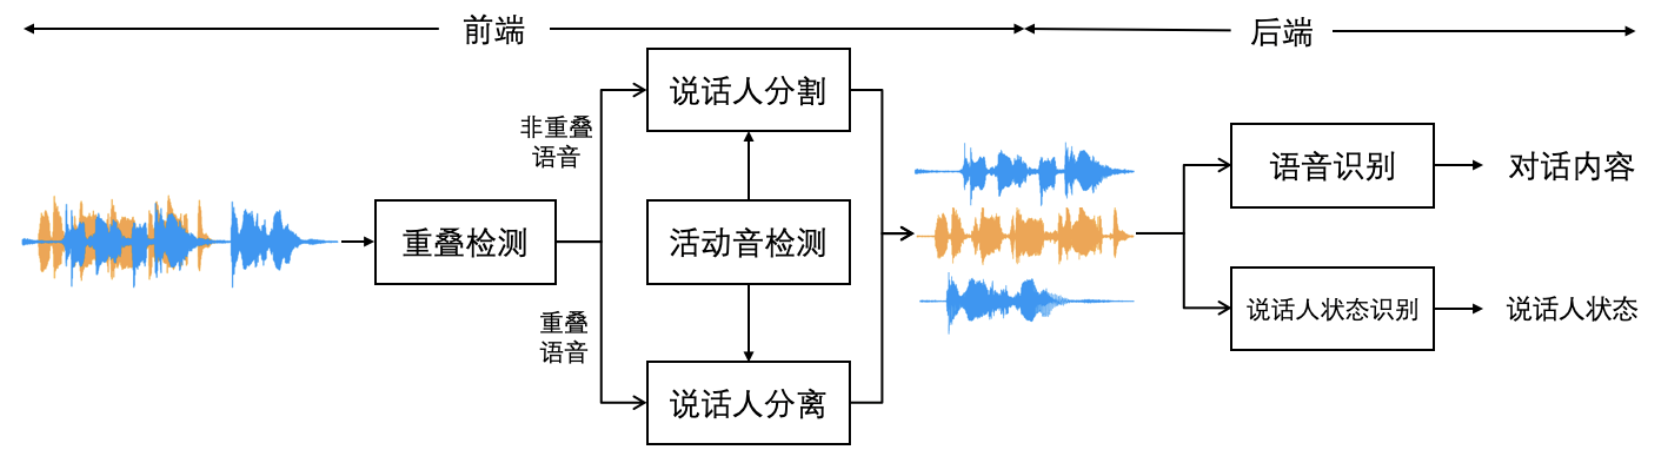 前端
后端
说话人分割
非重叠
语音
重叠检测
活动音检测
重叠
语音
说话人分离
语音识别
对话内容
说话人状态识别
说话人状态